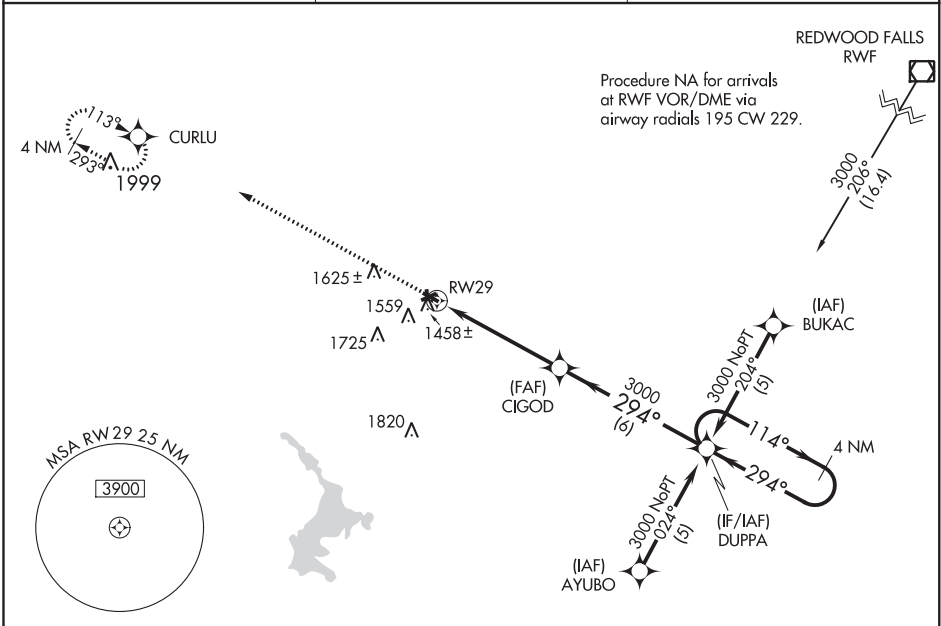 REDWOOD FALLS
RWF
Procedure NA for arrivals
at RWF VOR/DME via
airway radials 195 CW 229.
3000
206°
(16.4)
113°
CURLU
4 NM
293°
1999
1625 ±
RW29
1559
1458 ±
1725
(IAF)
BUKAC
3000 NoPT
204°
(5)
(FAF)
CIGOD
3000
294°
(6)
1820
114°
4 NM
294°
MSA RW 29 25 NM
3900
3000 NoPT
024°
(5)
(IF/IAF)
DUPPA
(IAF)
AYUBO